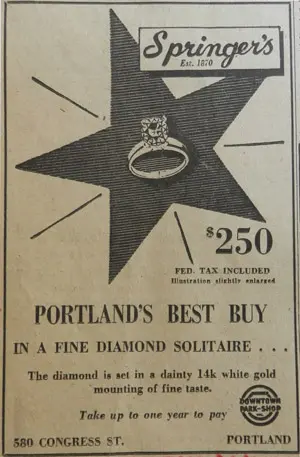 Springer's
Est. 1870
$250
FED. TAX INCLUDED
Illustration slightly enlarged
PORTLAND'S BEST BUY
IN A FINE DIAMOND SOLITAIRE . . .
The diamond is set in a dainty 14k white gold
mounting of fine taste.
Take up to one year to pay
DOWNTOWN
PARK-SHOP
580 CONGRESS ST. PORTLAND